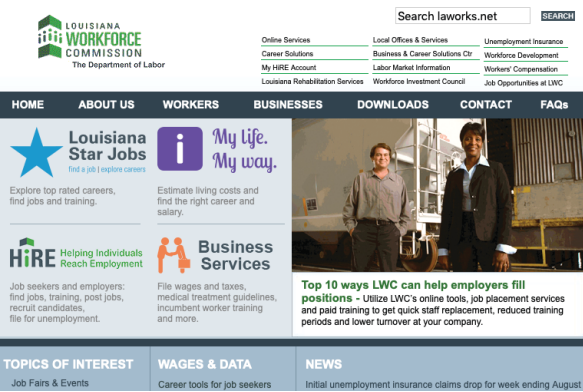 Search laworks.net
SEARCH
LOUISIANA
WORKFORCE
COMMISSION
The Department of Labor
Online Services
Career Solutions
My HiRE Account
Louisiana Rehabilitation Services
Local Offices & Services
Business & Career Solutions Ctr
Labor Market Information
Workforce Investment Council
Unemployment Insurance
Workforce Development
Workers' Compensation
Job Opportunities at LWC
HOME ABOUT US WORKERS BUSINESSES DOWNLOADS CONTACT FAQs
Louisiana
Star Jobs
find a job | explore careers
Explore top rated careers,
find jobs and training.
i
My life.
My way.
Estimate living costs and
find the right career and
salary.
HiRE
Helping Individuals
Reach Employment
Job seekers and employers:
find jobs, training, post jobs,
recruit candidates,
file for unemployment.
Business
Services
File wages and taxes,
medical treatment guidelines,
incumbent worker training
and more.
Top 10 ways LWC can help employers fill
positions - Utilize LWC's online tools, job placement services
and paid training to get quick staff replacement, reduced training
periods and lower turnover at your company.
TOPICS OF INTEREST
Job Fairs & Events
WAGES & DATA
Career tools for job seekers
NEWS
Initial unemployment insurance claims drop for week ending August